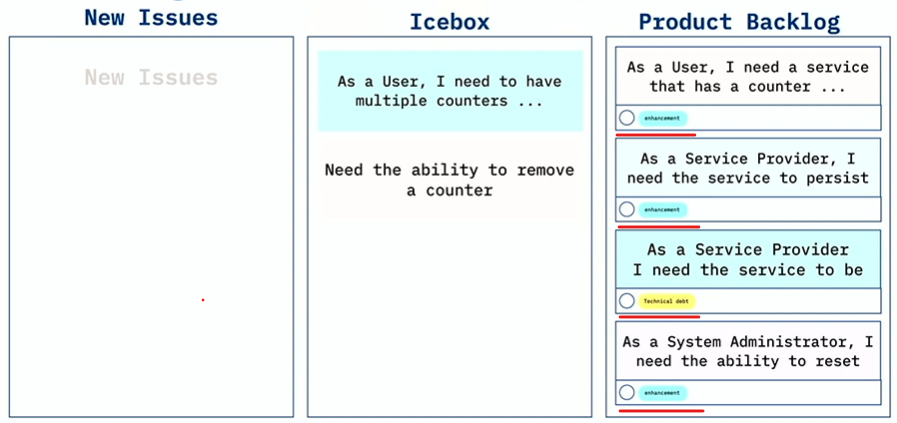 New Issues
New Issues
Icebox
As a User, I need to have
multiple counters ...
Need the ability to remove
a counter
Product Backlog
As a User, I need a service
that has a counter ...
enhancement
As a Service Provider, I
need the service to persist
enhancement
As a Service Provider
I need the service to be
Technical debt
As a System Administrator, I
need the ability to reset
enhancement